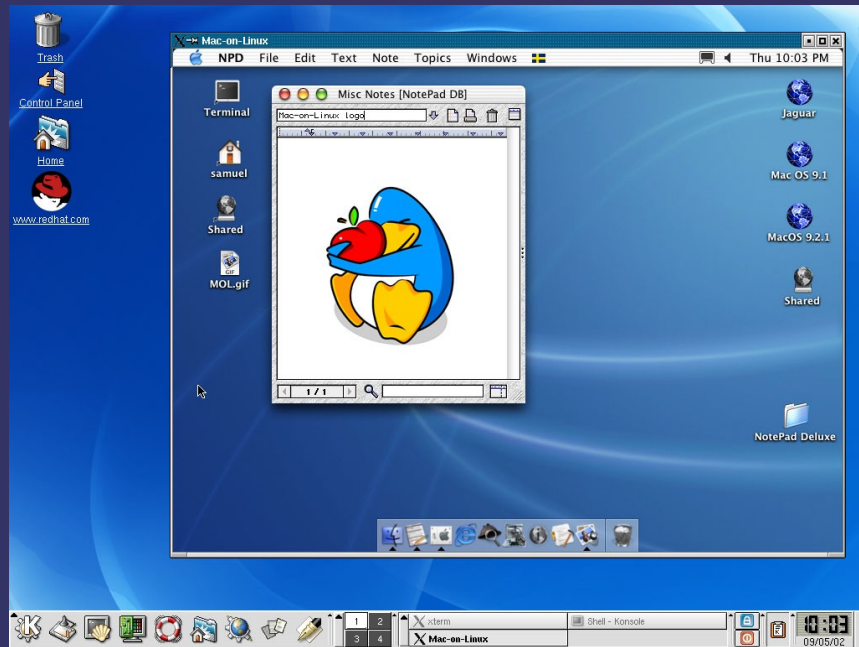 Trash
Control Panel
Home
www.redhat.com
X Mac-on-Linux
NPD File Edit Text Note Topics Windows Thu 10:03 PM
Terminal
samuel
Shared
GIF
MOL.gif
Misc Notes [NotePad DB]
Mac-on-Linux logo
1 / 1
Jaguar
Mac OS 9.1
MacOS 9.2.1
Shared
NotePad Deluxe
K
1 2
3 4
X xterm
Shell - Konsole
X Mac-on-Linux
10:03
09/05/02